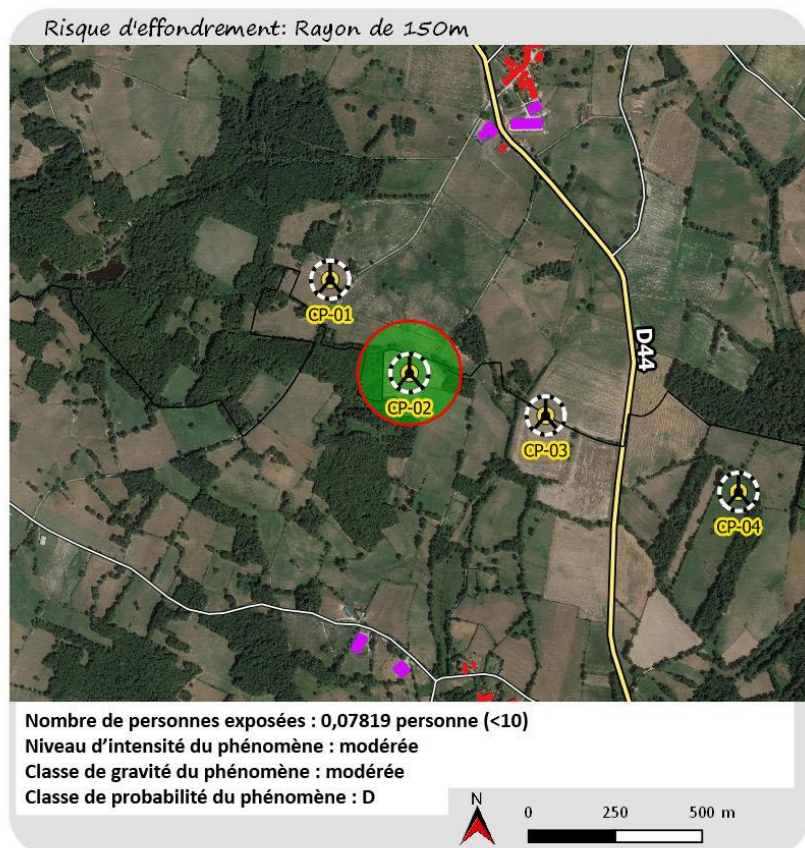 Risque d'effondrement: Rayon de 150m
CP-01
CP-02
D44
CP-03
CP-04
Nombre de personnes exposées : 0,07819 personne (<10)
Niveau d'intensité du phénomène : modérée
Classe de gravité du phénomène : modérée
Classe de probabilité du phénomène : D
N
0 250 500 m